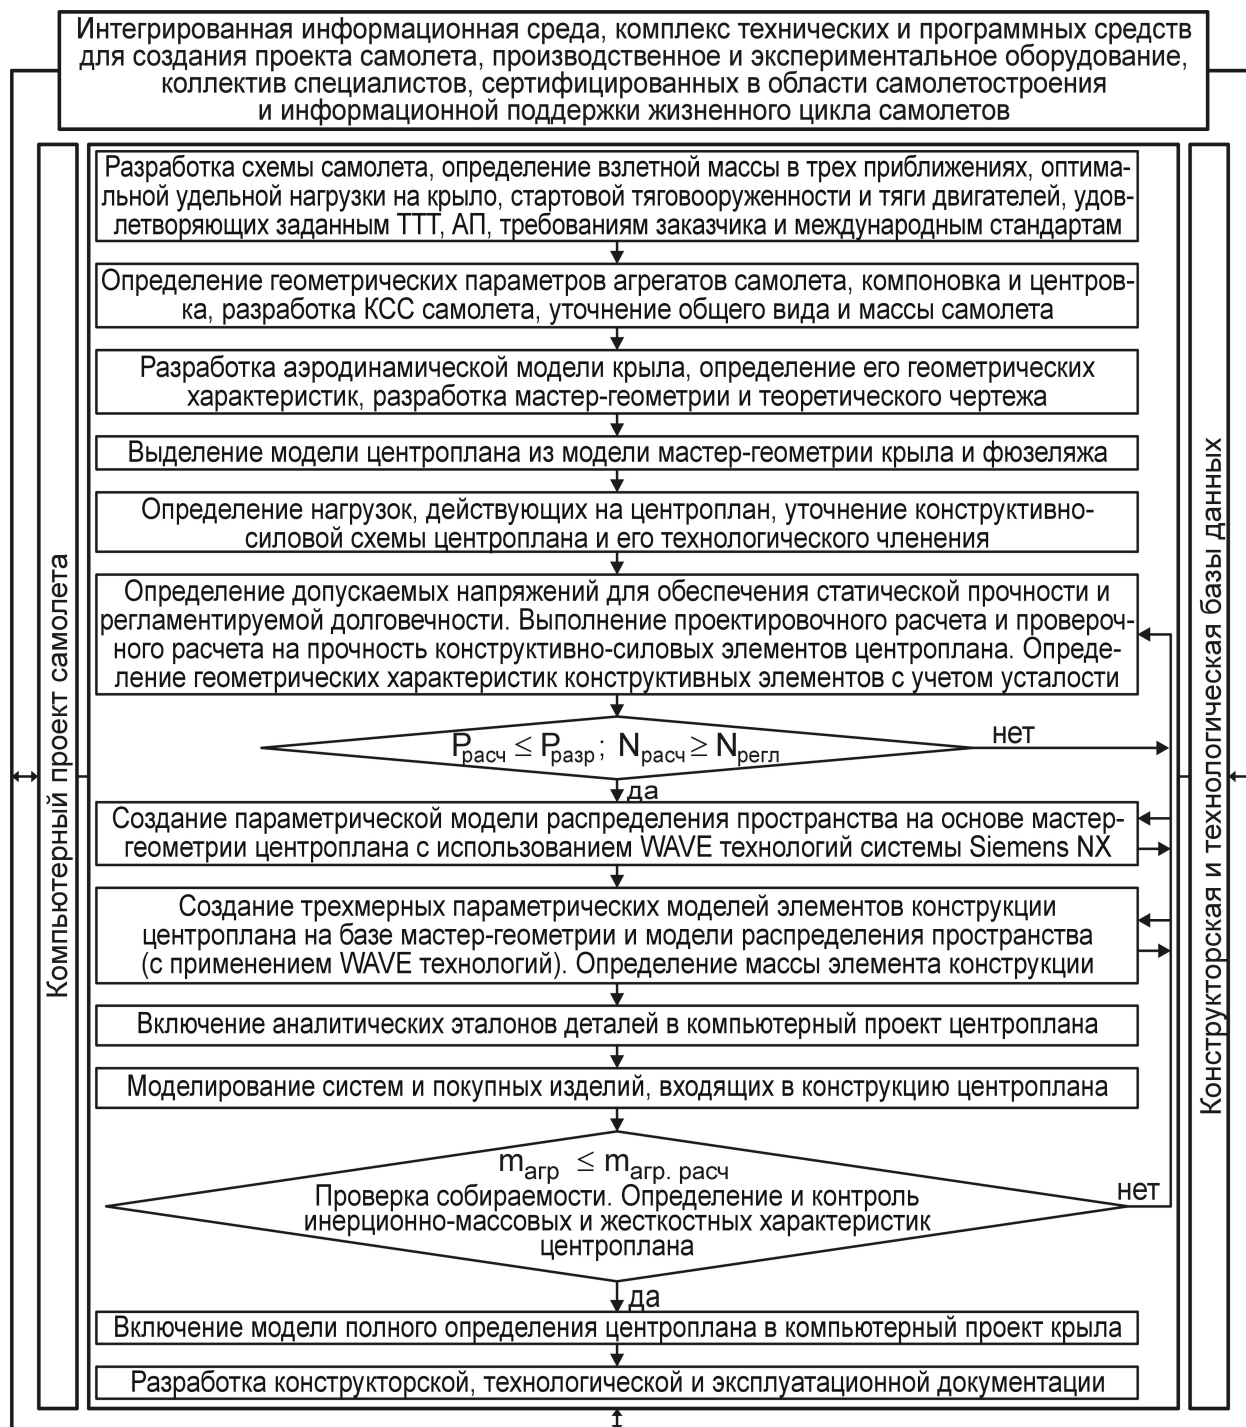 Интегрированная информационная среда, комплекс технических и программных средств
для создания проекта самолета, производственное и экспериментальное оборудование,
коллектив специалистов, сертифицированных в области самолетостроения
и информационной поддержки жизненного цикла самолетов
Компьютерный проект самолета
Разработка схемы самолета, определение взлетной массы в трех приближениях, оптима-
льной удельной нагрузки на крыло, стартовой тяговооруженности и тяги двигателей, удов-
летворяющих заданным ТТТ, АП, требованиям заказчика и международным стандартам
Определение геометрических параметров агрегатов самолета, компоновка и центров-
ка, разработка КСС самолета, уточнение общего вида и массы самолета
Разработка аэродинамической модели крыла, определение его геометрических
характеристик, разработка мастер-геометрии и теоретического чертежа
Выделение модели центроплана из модели мастер-геометрии крыла и фюзеляжа
Определение нагрузок, действующих на центроплан, уточнение конструктивно-
силовой схемы центроплана и его технологического членения
Определение допускаемых напряжений для обеспечения статической прочности и
регламентируемой долговечности. Выполнение проектировочного расчета и провероч-
ного расчета на прочность конструктивно-силовых элементов центроплана. Опреде-
ление геометрических характеристик конструктивных элементов с учетом усталости
Pрасч ≤ Pразр ; Nрасч ≥ Nрегл
нет
да
Создание параметрической модели распределения пространства на основе мастер-
геометрии центроплана с использованием WAVE технологий системы Siemens NX
Создание трехмерных параметрических моделей элементов конструкции
центроплана на базе мастер-геометрии и модели распределения пространства
(с применением WAVE технологий). Определение массы элемента конструкции
Включение аналитических эталонов деталей в компьютерный проект центроплана
Моделирование систем и покупных изделий, входящих в конструкцию центроплана
mагр ≤ mагр. расч
Проверка собираемости. Определение и контроль
инерционно-массовых и жесткостных характеристик
центроплана
нет
да
Включение модели полного определения центроплана в компьютерный проект крыла
Разработка конструкторской, технологической и эксплуатационной документации
Конструкторская и технологическая базы данных